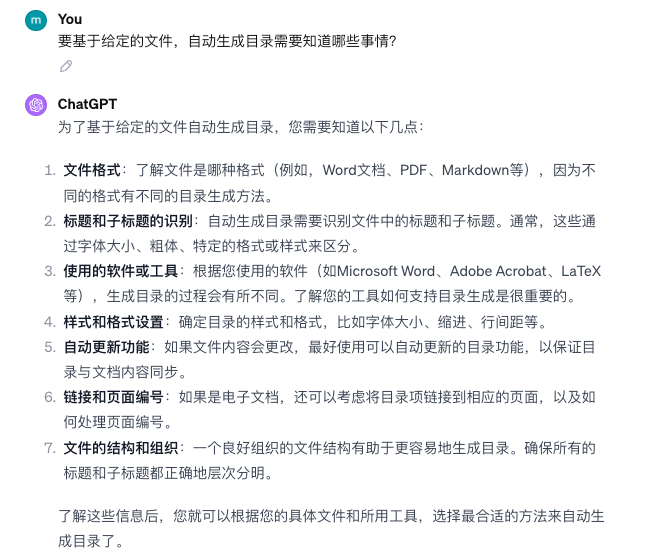 m
You
要基于给定的文件，自动生成目录需要知道哪些事情？
ChatGPT
为了基于给定的文件自动生成目录，您需要知道以下几点：
1. 文件格式：了解文件是哪种格式（例如，Word文档、PDF、Markdown等），因为不
同的格式有不同的目录生成方法。
2. 标题和子标题的识别：自动生成目录需要识别文件中的标题和子标题。通常，这些通
过字体大小、粗体、特定的格式或样式来区分。
3. 使用的软件或工具：根据您使用的软件（如Microsoft Word、Adobe Acrobat、LaTeX
等），生成目录的过程会有所不同。了解您的工具如何支持目录生成是很重要的。
4. 样式和格式设置：确定目录的样式和格式，比如字体大小、缩进、行间距等。
5. 自动更新功能：如果文件内容会更改，最好使用可以自动更新的目录功能，以保证目
录与文档内容同步。
6. 链接和页面编号：如果是电子文档，还可以考虑将目录项链接到相应的页面，以及如
何处理页面编号。
7. 文件的结构和组织：一个良好组织的文件结构有助于更容易地生成目录。确保所有的
标题和子标题都正确地层次分明。
了解这些信息后，您就可以根据您的具体文件和所用工具，选择最合适的方法来自动生
成目录了。